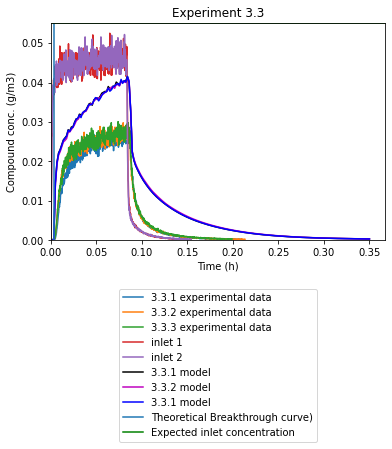 Experiment 3.3
Compound conc. (g/m3)
0.05
0.04
0.03
0.02
0.01
0.00
0.00 0.05 0.10 0.15 0.20 0.25 0.30 0.35
Time (h)
3.3.1 experimental data
3.3.2 experimental data
3.3.3 experimental data
inlet 1
inlet 2
3.3.1 model
3.3.2 model
3.3.1 model
Theoretical Breakthrough curve)
Expected inlet concentration